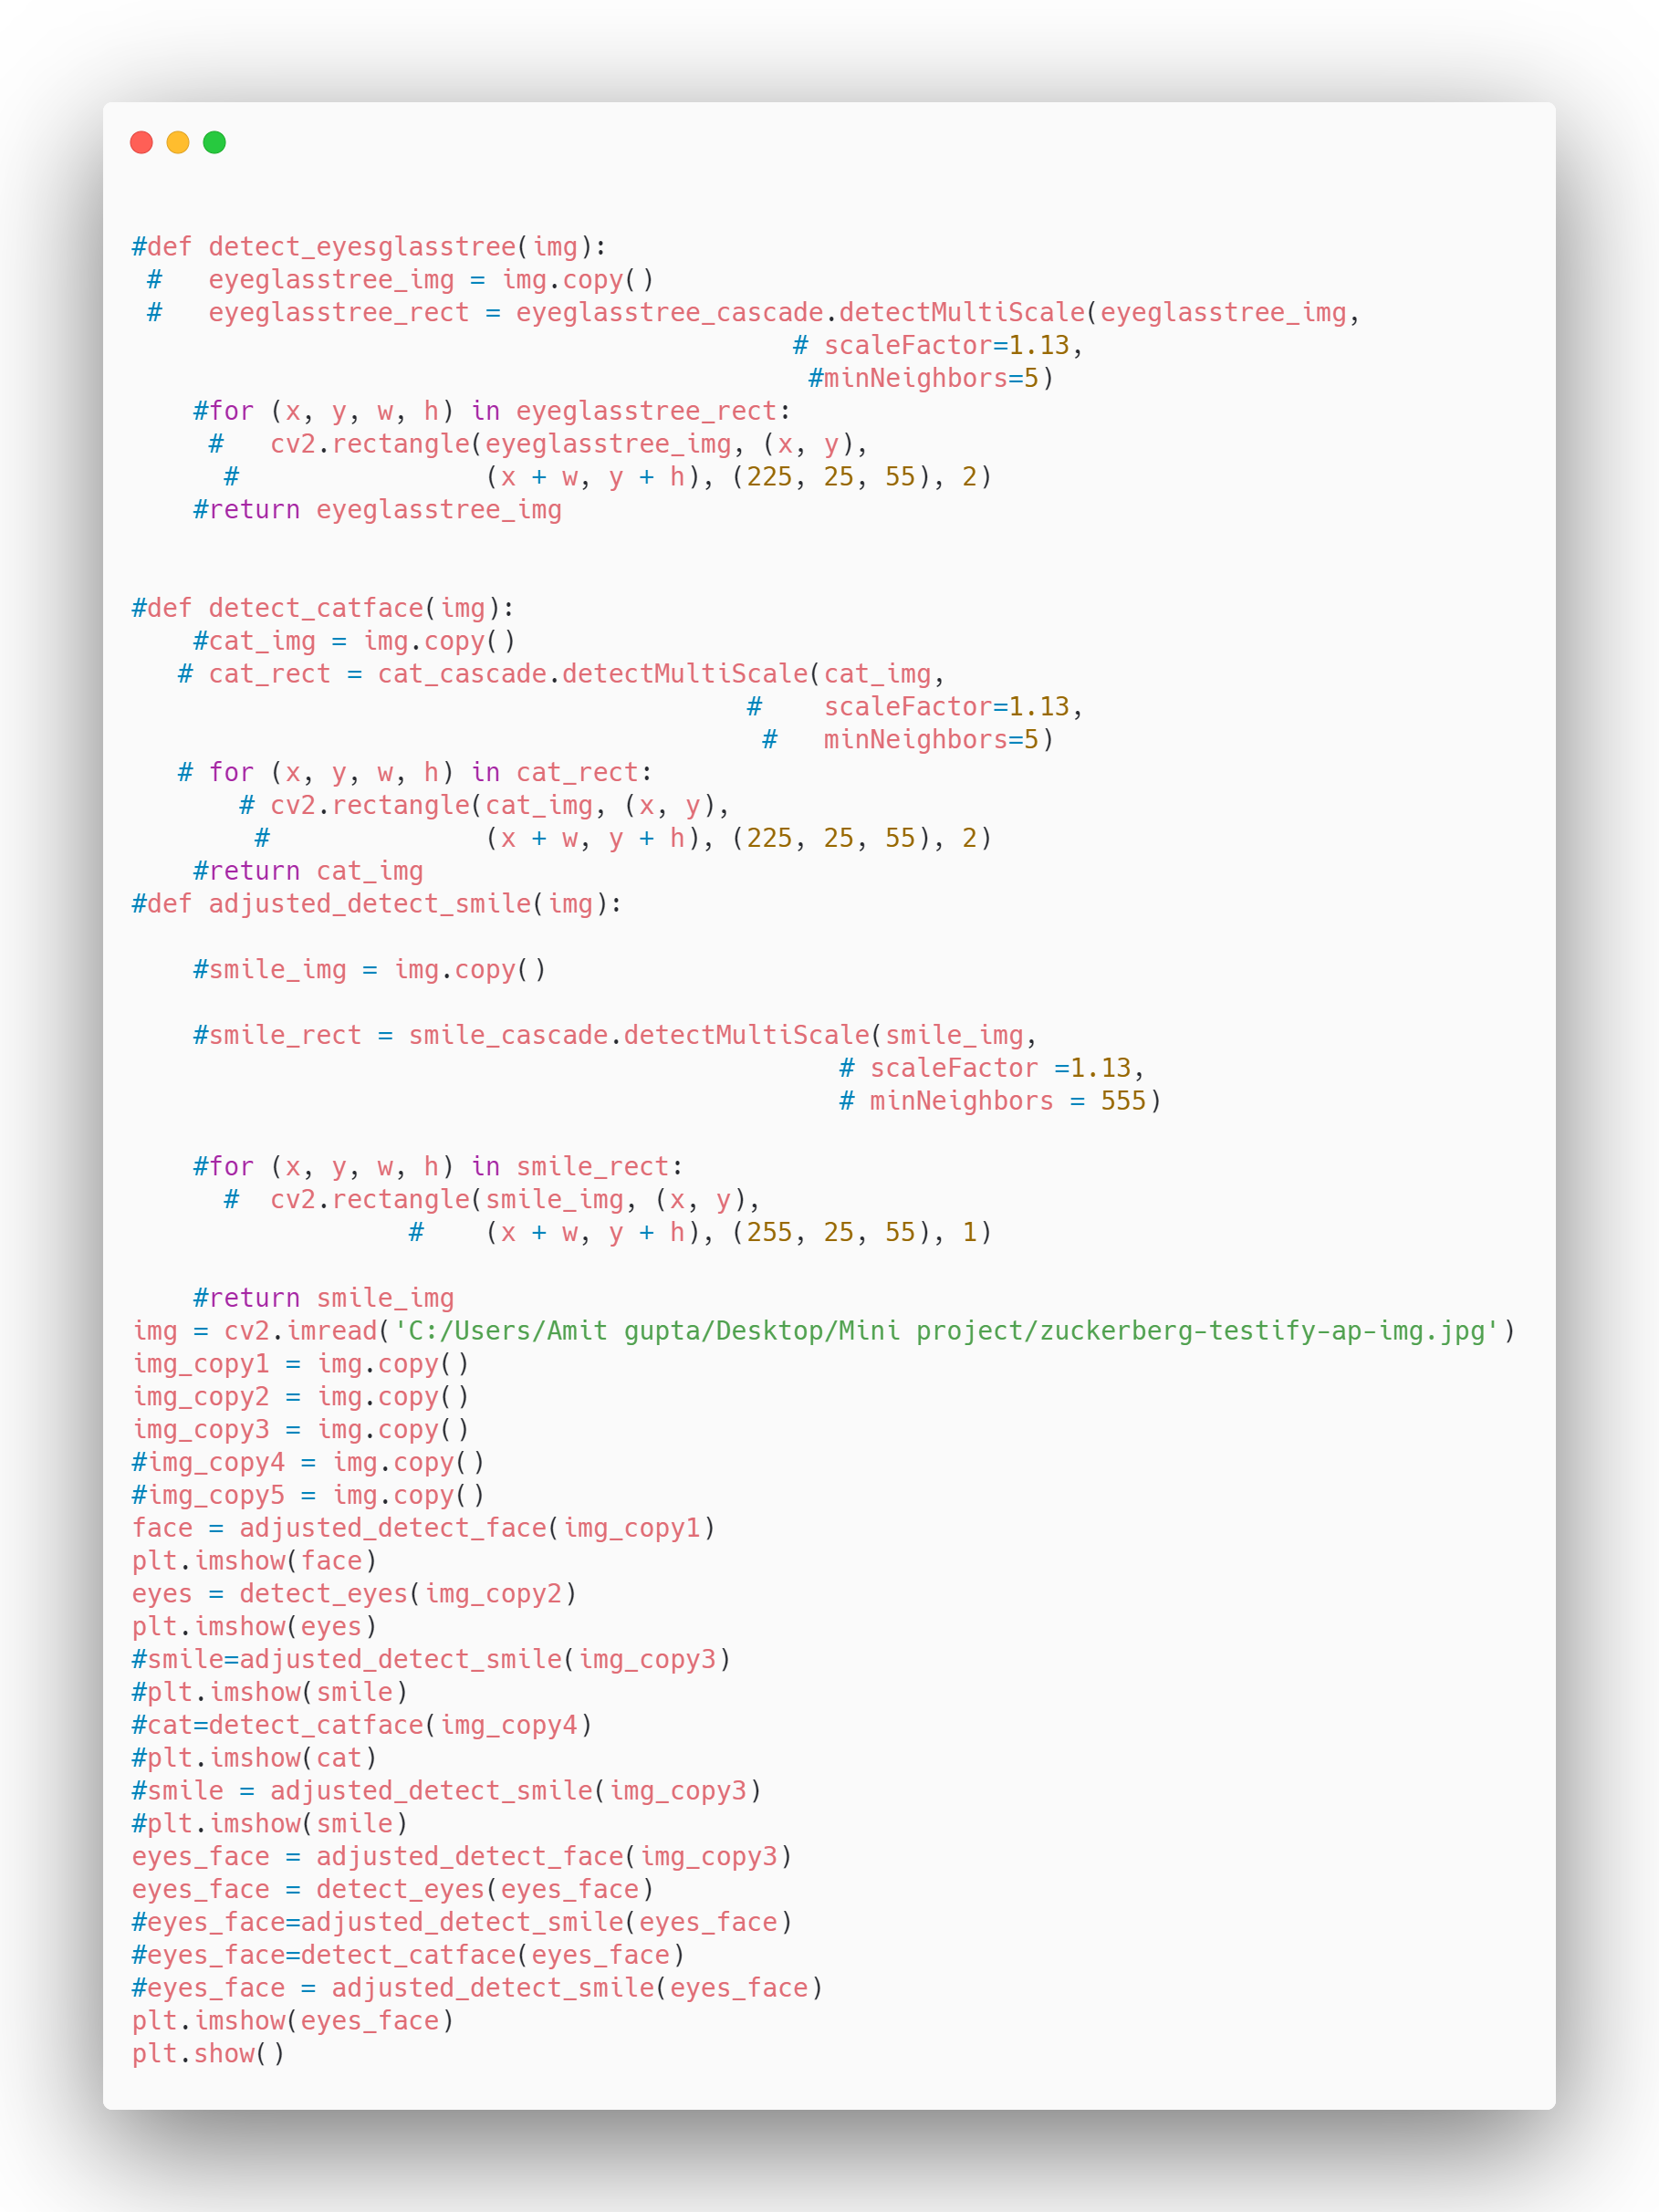 #def detect_eyesglasstree(img):
 #   eyeglasstree_img = img.copy()
 #   eyeglasstree_rect = eyeglasstree_cascade.detectMultiScale(eyeglasstree_img,
                                           # scaleFactor=1.13,
                                            #minNeighbors=5)
    #for (x, y, w, h) in eyeglasstree_rect:
     #   cv2.rectangle(eyeglasstree_img, (x, y),
      #                (x + w, y + h), (225, 25, 55), 2)
    #return eyeglasstree_img
#def detect_catface(img):
    #cat_img = img.copy()
   # cat_rect = cat_cascade.detectMultiScale(cat_img,
                                        #    scaleFactor=1.13,
                                         #   minNeighbors=5)
   # for (x, y, w, h) in cat_rect:
       # cv2.rectangle(cat_img, (x, y),
        #              (x + w, y + h), (225, 25, 55), 2)
    #return cat_img
#def adjusted_detect_smile(img):
    #smile_img = img.copy()
    #smile_rect = smile_cascade.detectMultiScale(smile_img,
                                              # scaleFactor =1.13,
                                              # minNeighbors = 555)
    #for (x, y, w, h) in smile_rect:
      #  cv2.rectangle(smile_img, (x, y),
                  #    (x + w, y + h), (255, 25, 55), 1)
    #return smile_img
img = cv2.imread('C:/Users/Amit gupta/Desktop/Mini project/zuckerberg-testify-ap-img.jpg')
img_copy1 = img.copy()
img_copy2 = img.copy()
img_copy3 = img.copy()
#img_copy4 = img.copy()
#img_copy5 = img.copy()
face = adjusted_detect_face(img_copy1)
plt.imshow(face)
eyes = detect_eyes(img_copy2)
plt.imshow(eyes)
#smile=adjusted_detect_smile(img_copy3)
#plt.imshow(smile)
#cat=detect_catface(img_copy4)
#plt.imshow(cat)
#smile = adjusted_detect_smile(img_copy3)
#plt.imshow(smile)
eyes_face = adjusted_detect_face(img_copy3)
eyes_face = detect_eyes(eyes_face)
#eyes_face=adjusted_detect_smile(eyes_face)
#eyes_face=detect_catface(eyes_face)
#eyes_face = adjusted_detect_smile(eyes_face)
plt.imshow(eyes_face)
plt.show()